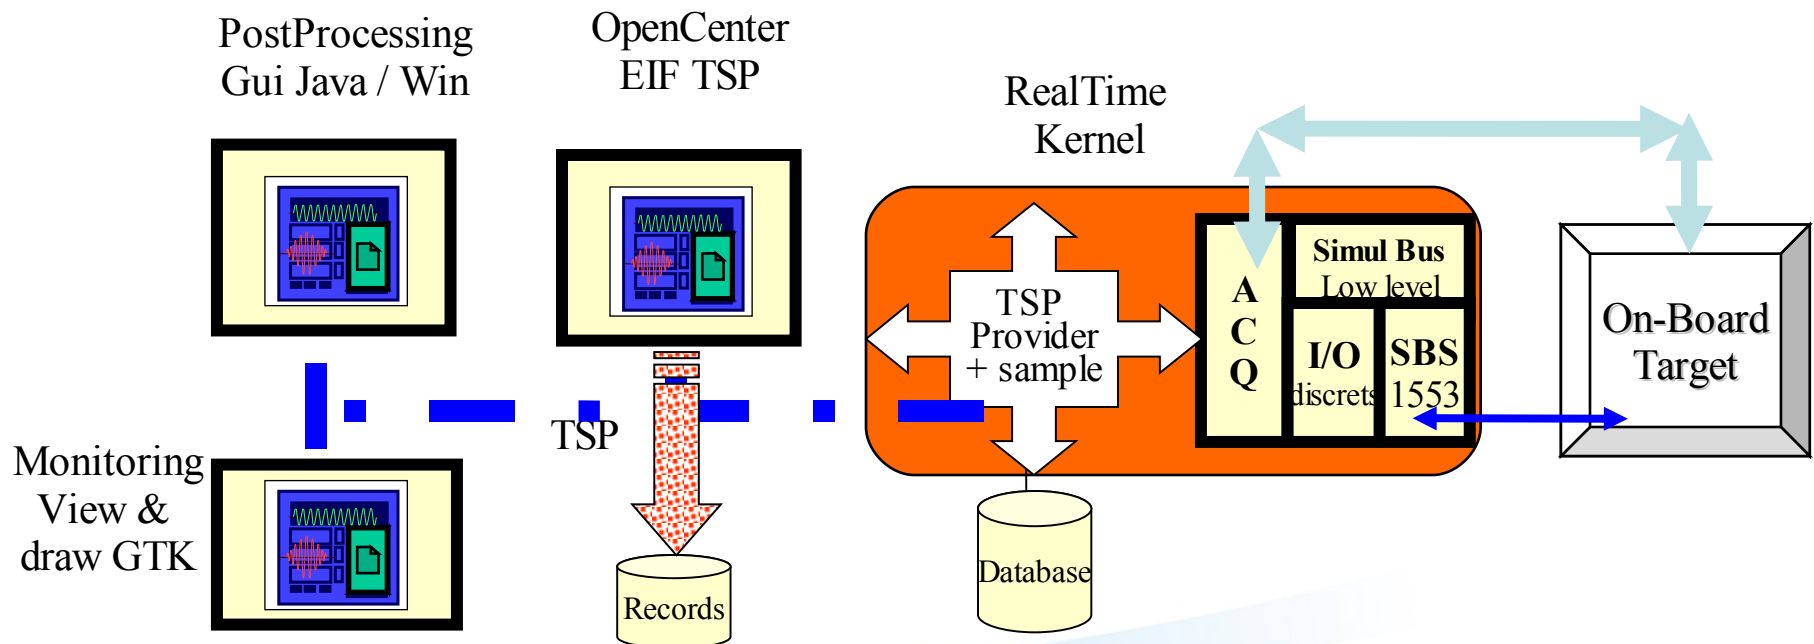 PostProcessing
Gui Java / Win
OpenCenter
EIF TSP
RealTime
Kernel
TSP
Provider
+ sample
A
C
Q
Simul Bus
Low level
I/O
discrets
SBS
1553
On-Board
Target
TSP
Monitoring
View &
draw GTK
Records
Database